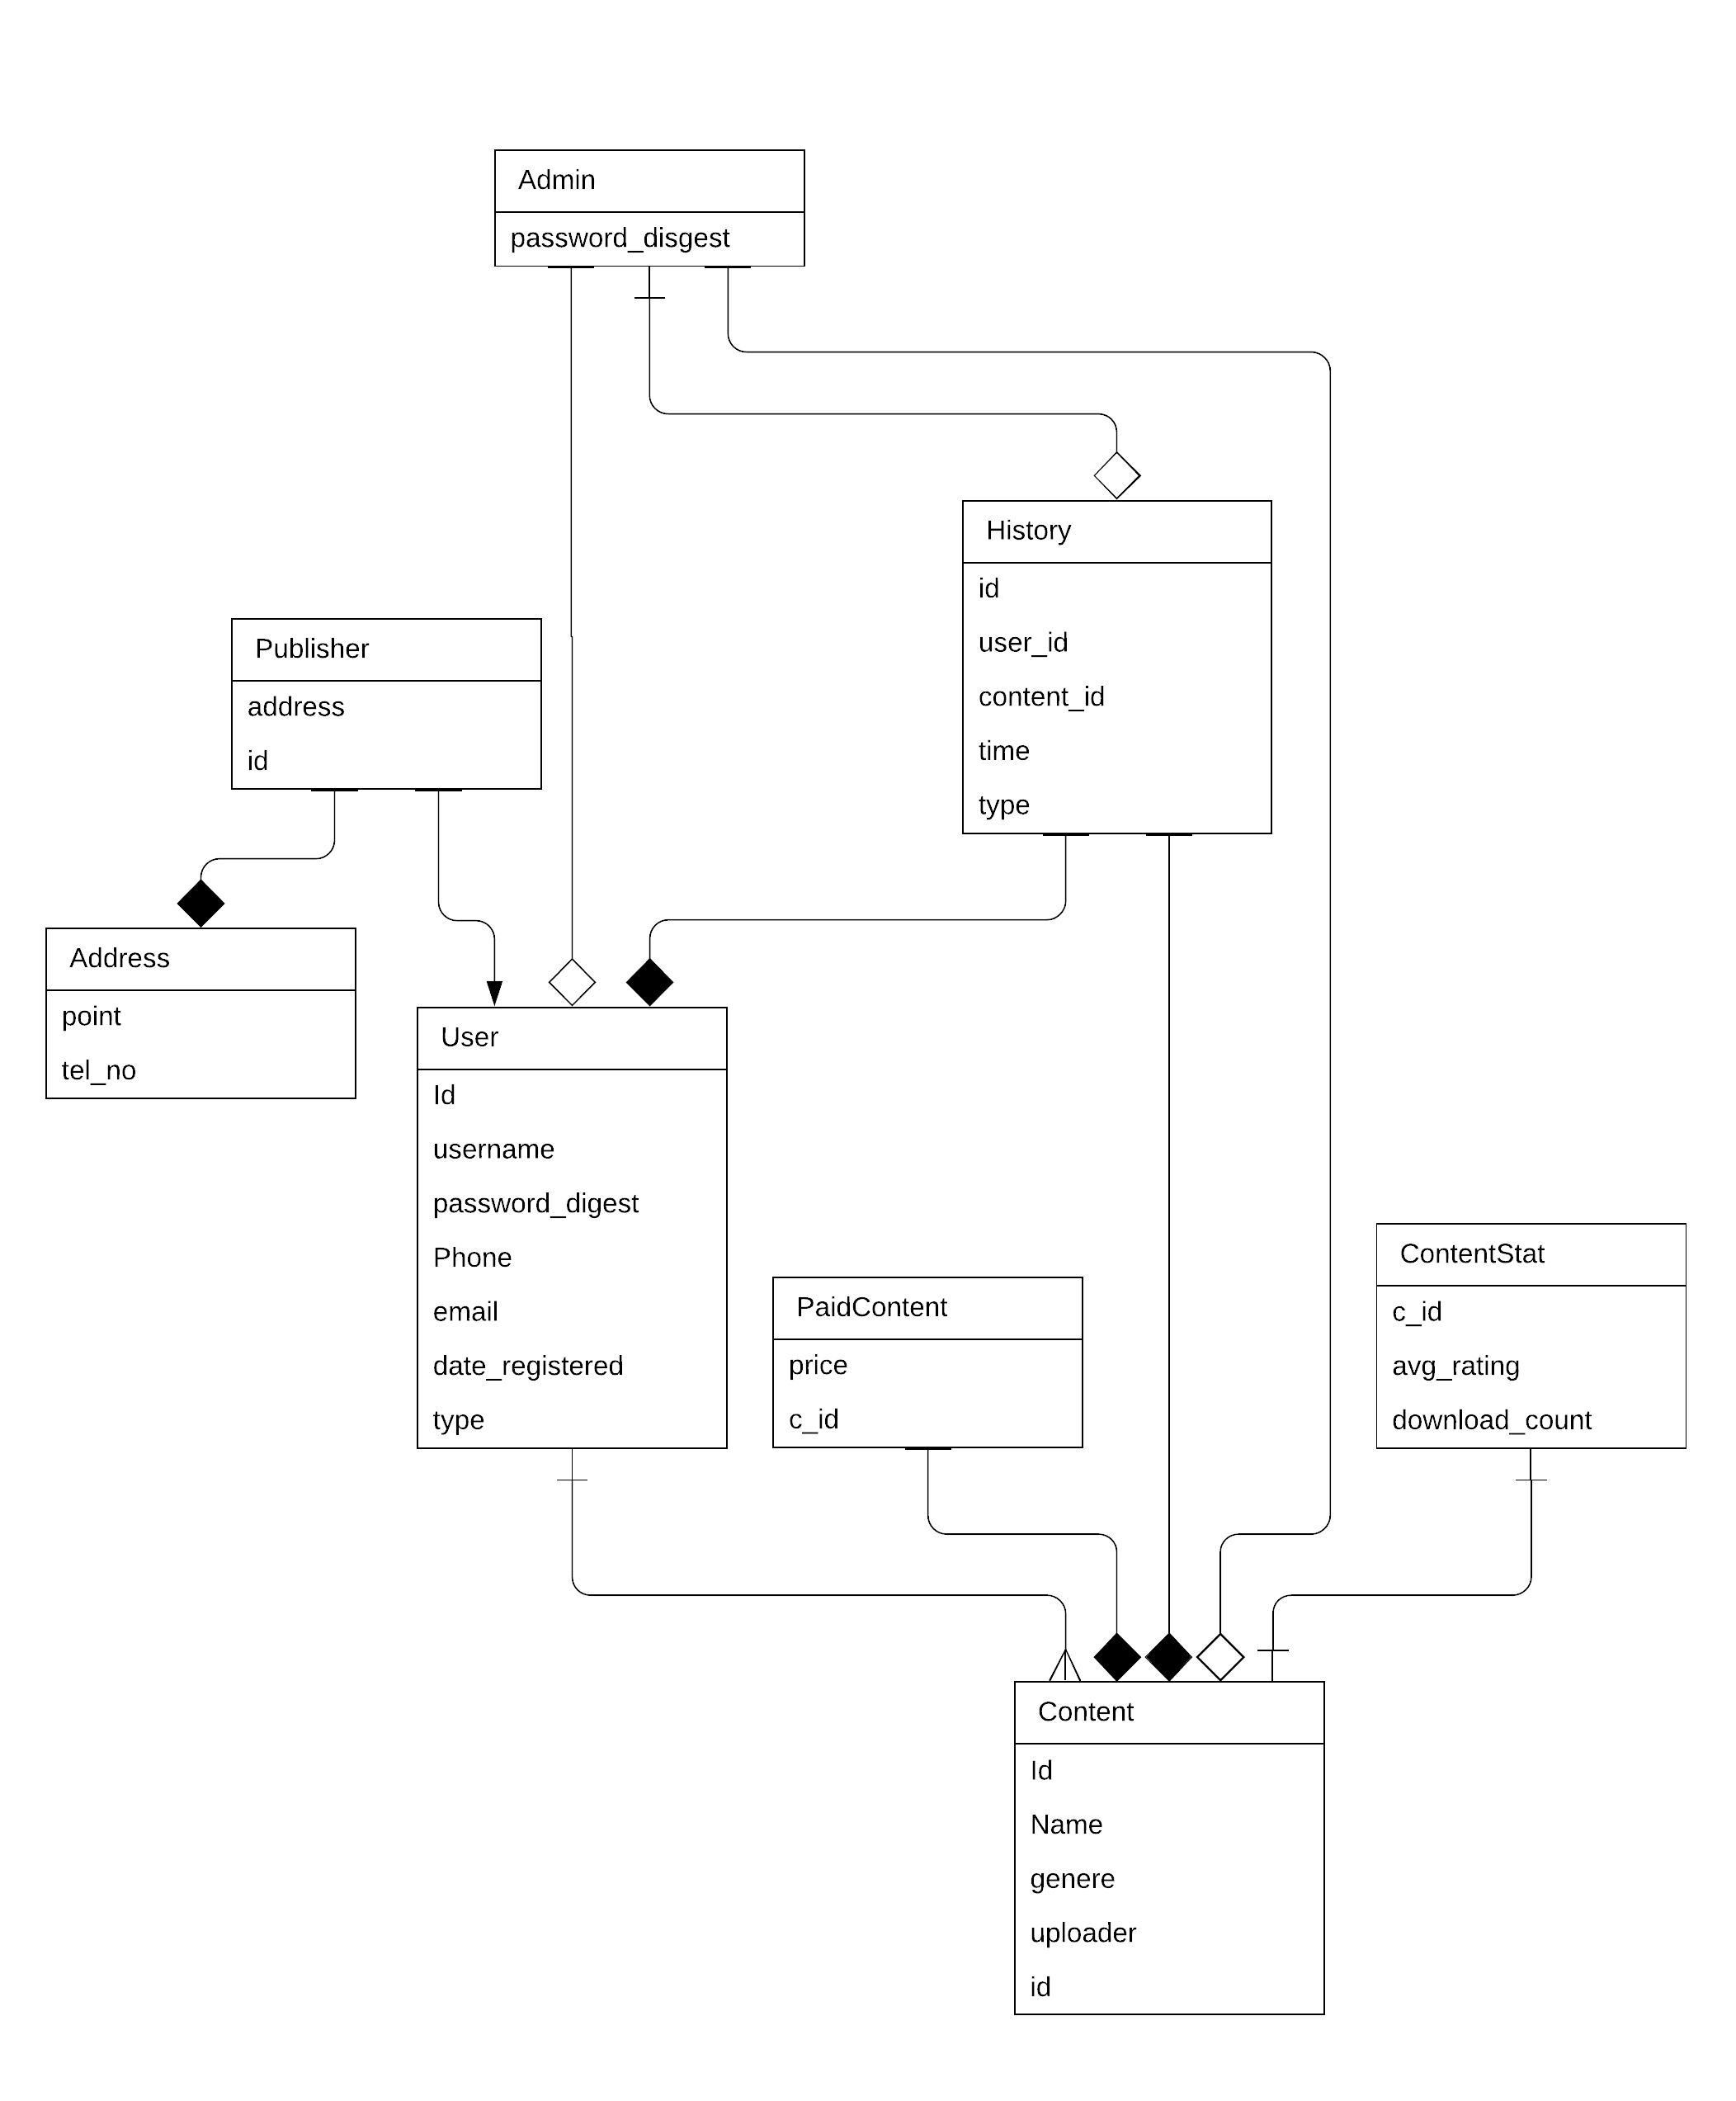 Admin
password_disgest
History
id
user_id
content_id
time
type
Publisher
address
id
Address
point
tel_no
User
Id
username
password_digest
Phone
email
date_registered
type
PaidContent
price
c_id
ContentStat
c_id
avg_rating
download_count
Content
Id
Name
genere
uploader
id